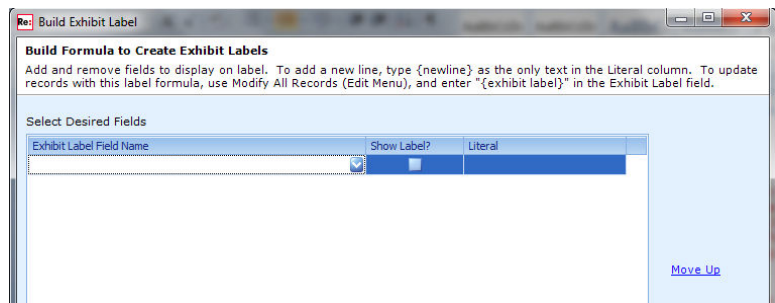 Re: Build Exhibit Label
Build Formula to Create Exhibit Labels
Add and remove fields to display on label. To add a new line, type {newline} as the only text in the Literal column. To update
records with this label formula, use Modify All Records (Edit Menu), and enter "{exhibit label}" in the Exhibit Label field.
Select Desired Fields
Exhibit Label Field Name Show Label? Literal
Move Up